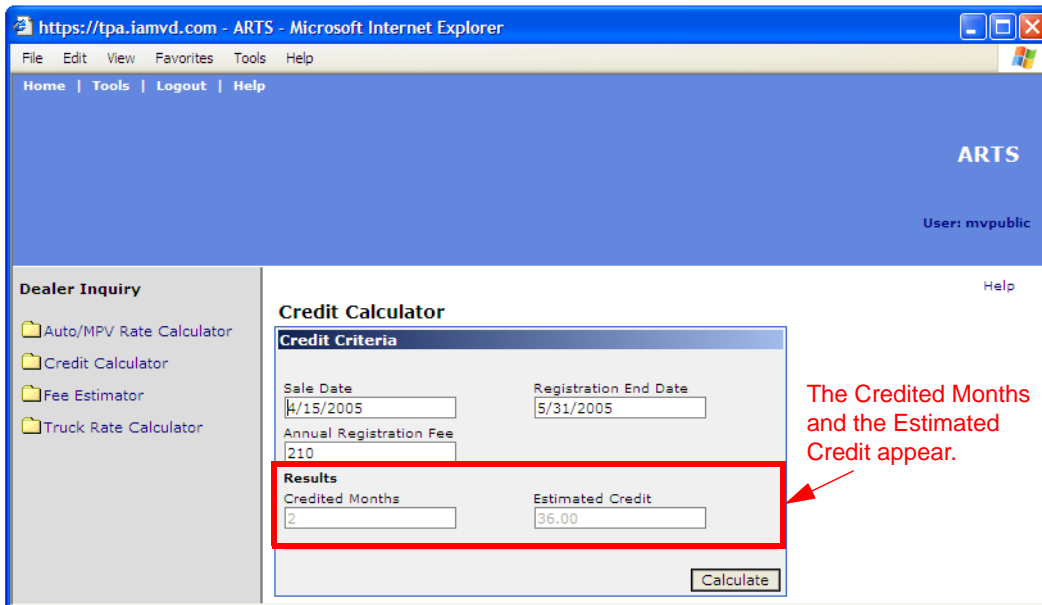 https://tpa.iamvd.com - ARTS - Microsoft Internet Explorer
File Edit View Favorites Tools Help
Home | Tools | Logout | Help
ARTS
User: mvpublic
Dealer Inquiry
Auto/MPV Rate Calculator
Credit Calculator
Fee Estimator
Truck Rate Calculator
Help
Credit Calculator
Credit Criteria
Sale Date Registration End Date
4/15/2005 5/31/2005
Annual Registration Fee
210
Results
Credited Months Estimated Credit
2 36.00
Calculate
The Credited Months
and the Estimated
Credit appear.